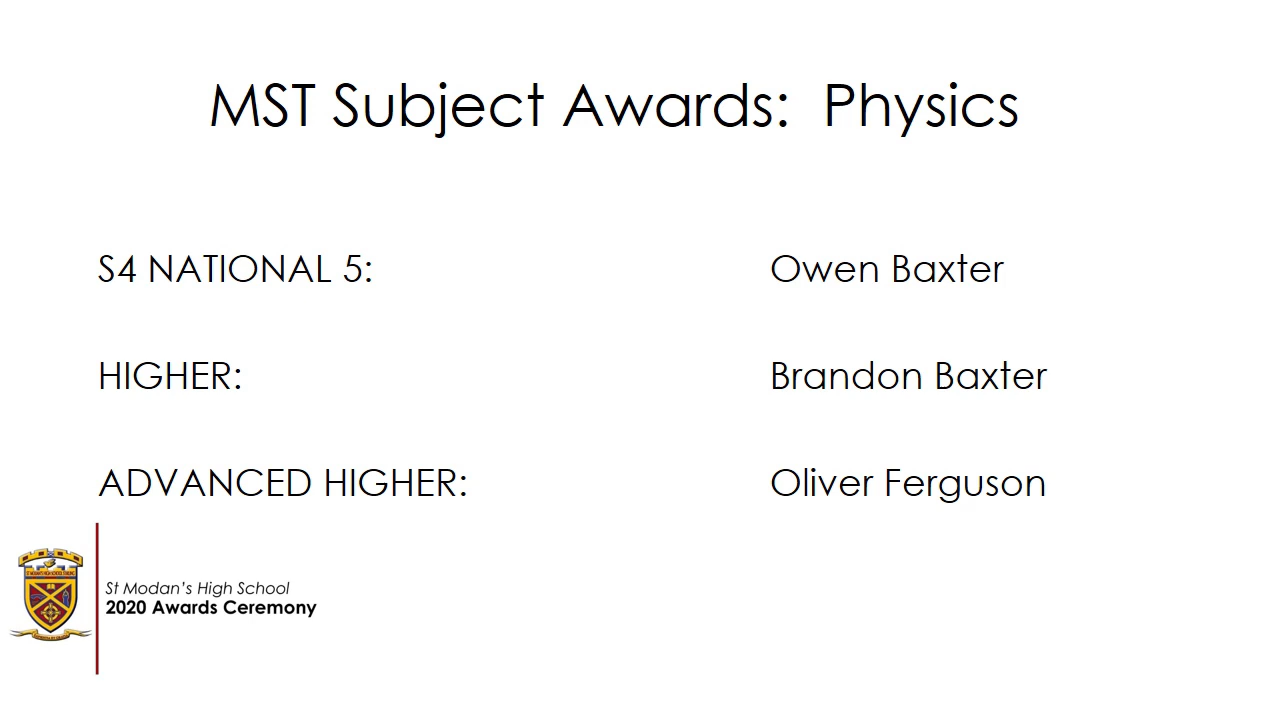 MST Subject Awards: Physics
S4 NATIONAL 5: Owen Baxter
HIGHER: Brandon Baxter
ADVANCED HIGHER: Oliver Ferguson
St Modan's High School
2020 Awards Ceremony